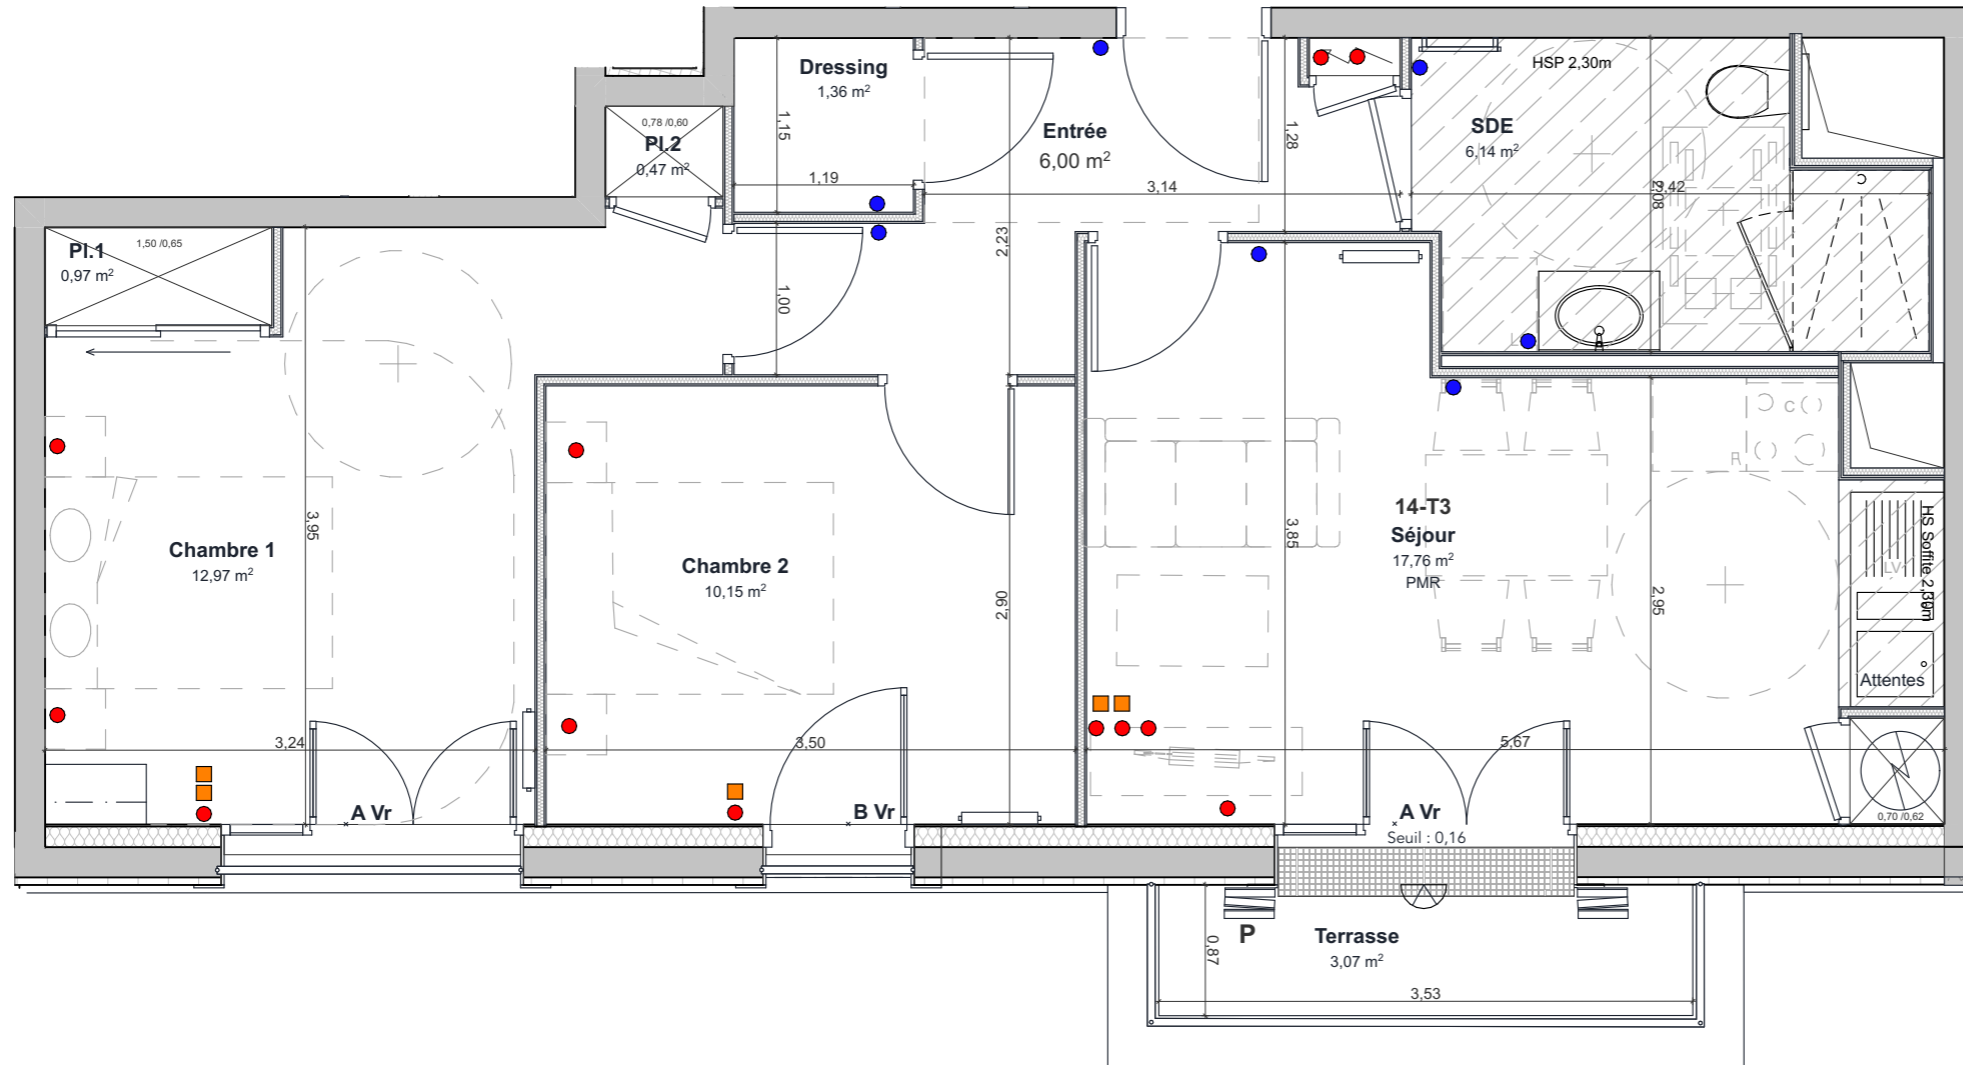 Dressing
1,36 m²
1,15
1,19
0,78 /0,60
Pl.2
0,47 m²
Entrée
6,00 m²
3,14
1,28
2,23
1,00
HSP 2,30m
SDE
6,14 m²
3,42
2,08
Pl.1
1,50 /0,65
0,97 m²
Chambre 1
12,97 m²
3,95
3,24
A Vr
Chambre 2
10,15 m²
2,90
3,50
B Vr
14-T3
Séjour
17,76 m²
PMR
3,85
2,95
5,67
R
C
HS Soffite 2,30m
LV
Attentes
0,70 /0,62
A Vr
Seuil : 0,16
P
Terrasse
3,07 m²
0,87
3,53